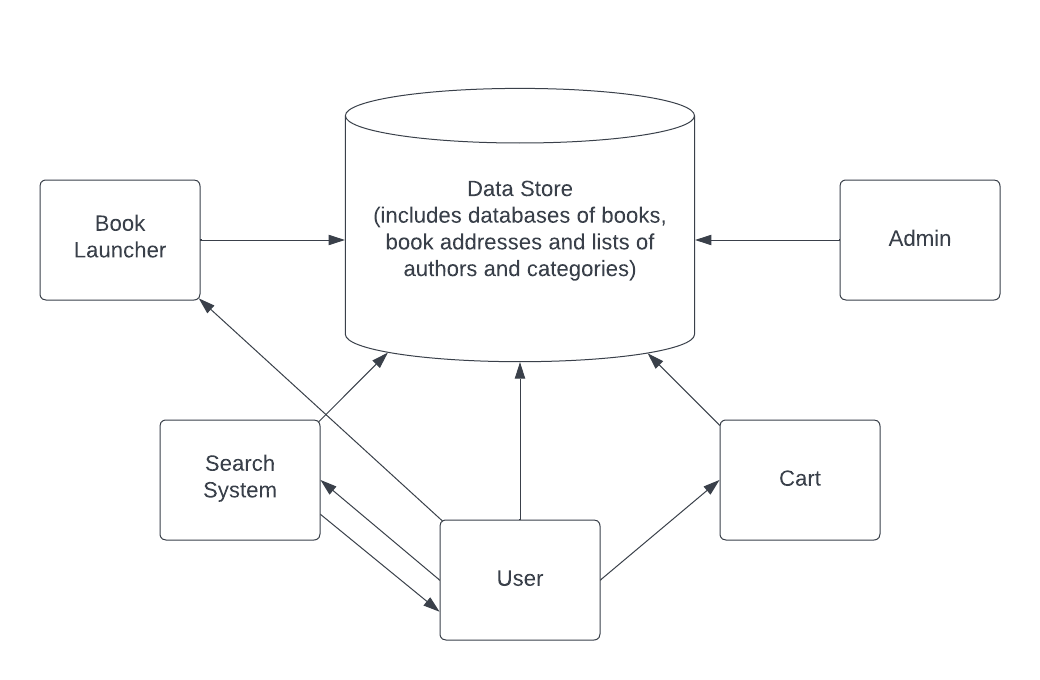 Data Store
(includes databases of books,
book addresses and lists of
authors and categories)
Book
Launcher
Admin
Search
System
Cart
User